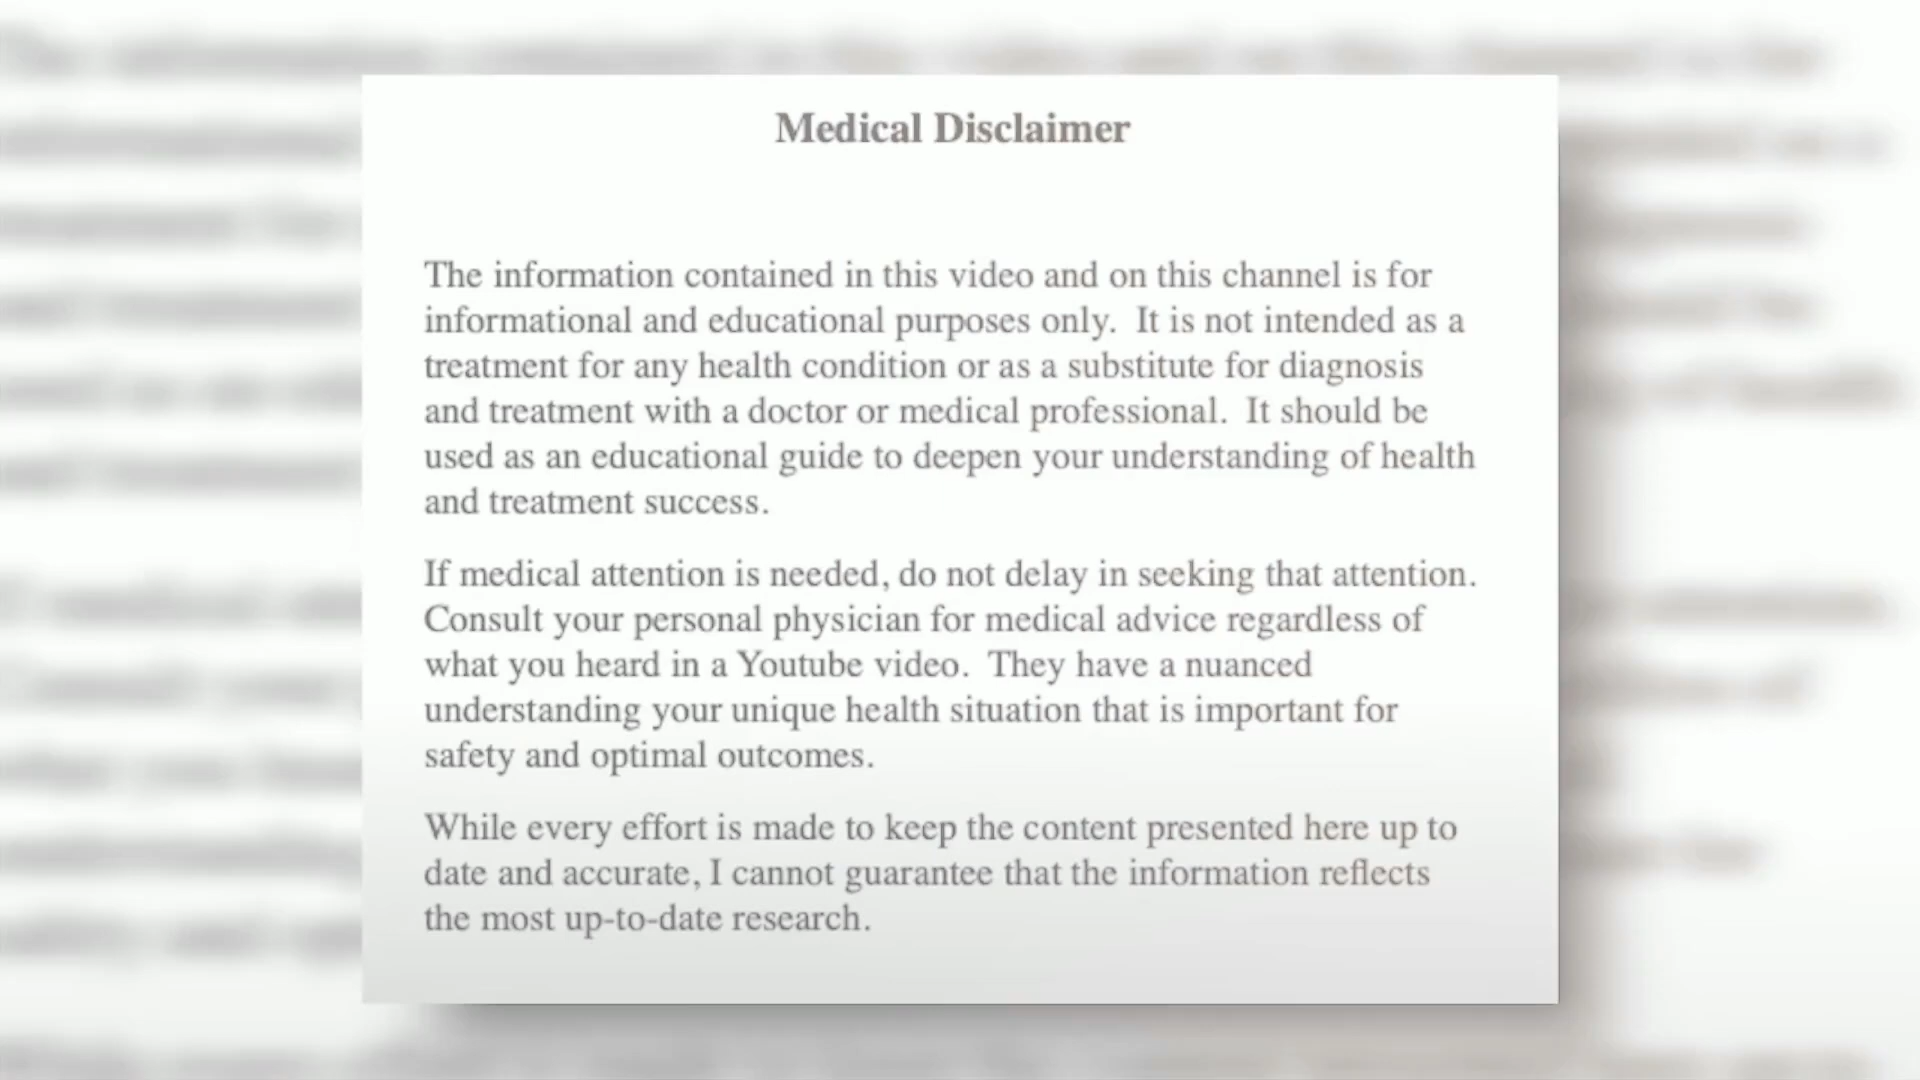 Medical Disclaimer
The information contained in this video and on this channel is for
informational and educational purposes only.  It is not intended as a
treatment for any health condition or as a substitute for diagnosis
and treatment with a doctor or medical professional.  It should be
used as an educational guide to deepen your understanding of health
and treatment success.
If medical attention is needed, do not delay in seeking that attention.
Consult your personal physician for medical advice regardless of
what you heard in a Youtube video.  They have a nuanced
understanding your unique health situation that is important for
safety and optimal outcomes.
While every effort is made to keep the content presented here up to
date and accurate, I cannot guarantee that the information reflects
the most up-to-date research.